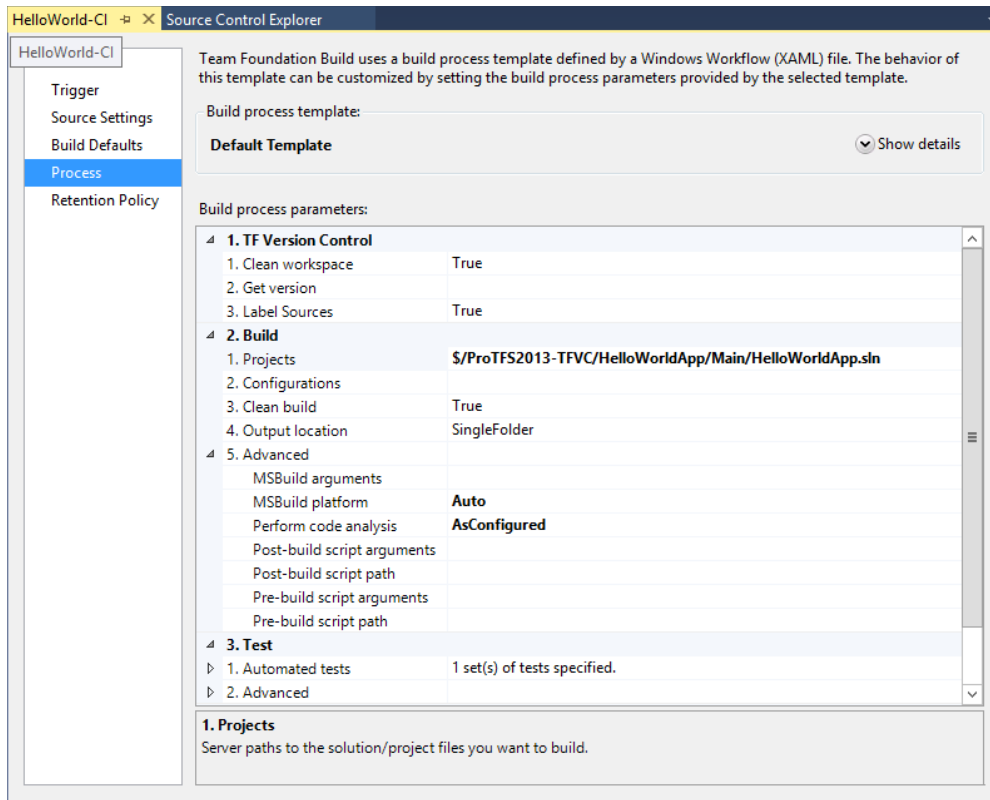 HelloWorld-CI Source Control Explorer
HelloWorld-CI
Trigger
Source Settings
Build Defaults
Process
Retention Policy
Team Foundation Build uses a build process template defined by a Windows Workflow (XAML) file. The behavior of
this template can be customized by setting the build process parameters provided by the selected template.
Build process template:
Default Template Show details
Build process parameters:
1. TF Version Control
1. Clean workspace True
2. Get version
3. Label Sources True
2. Build
1. Projects $/ProTFS2013-TFVC/HelloWorldApp/Main/HelloWorldApp.sln
2. Configurations
3. Clean build True
4. Output location SingleFolder
5. Advanced
MSBuild arguments
MSBuild platform Auto
Perform code analysis AsConfigured
Post-build script arguments
Post-build script path
Pre-build script arguments
Pre-build script path
3. Test
1. Automated tests 1 set(s) of tests specified.
2. Advanced
1. Projects
Server paths to the solution/project files you want to build.